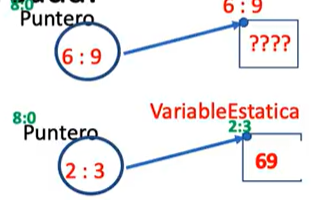 8:0
6 : 9
Puntero
6 : 9
????
VariableEstatica
8:0
2:3
Puntero
2 : 3
69